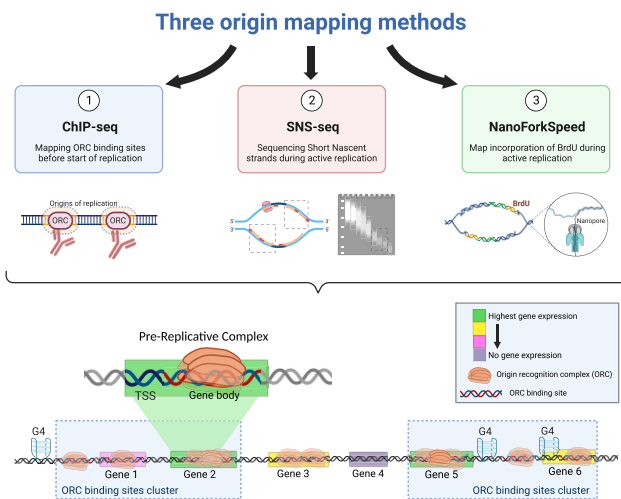 Three origin mapping methods
1
ChIP-seq
Mapping ORC binding sites
before start of replication
2
SNS-seq
Sequencing Short Nascent
strands during active replication
3
NanoForkSpeed
Map incorporation of BrdU during
active replication
Origins of replication
ORC
ORC
5'
3'
3'
5'
BrdU
Nanopore
Highest gene expression
No gene expression
Origin recognition complex (ORC)
ORC binding site
Pre-Replicative Complex
TSS
Gene body
G4
Gene 1
Gene 2
Gene 3
Gene 4
Gene 5
G4
G4
Gene 6
ORC binding sites cluster
ORC binding sites cluster